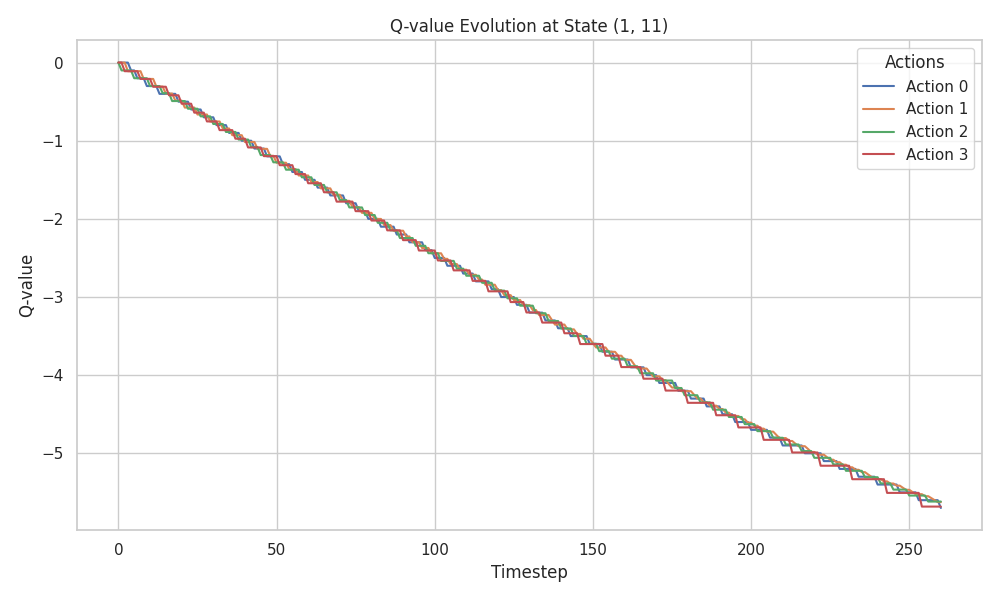 Q-value Evolution at State (1, 11)
Actions
Action 0
Action 1
Action 2
Action 3
Q-value
0
−1
−2
−3
−4
−5
0 50 100 150 200 250
Timestep